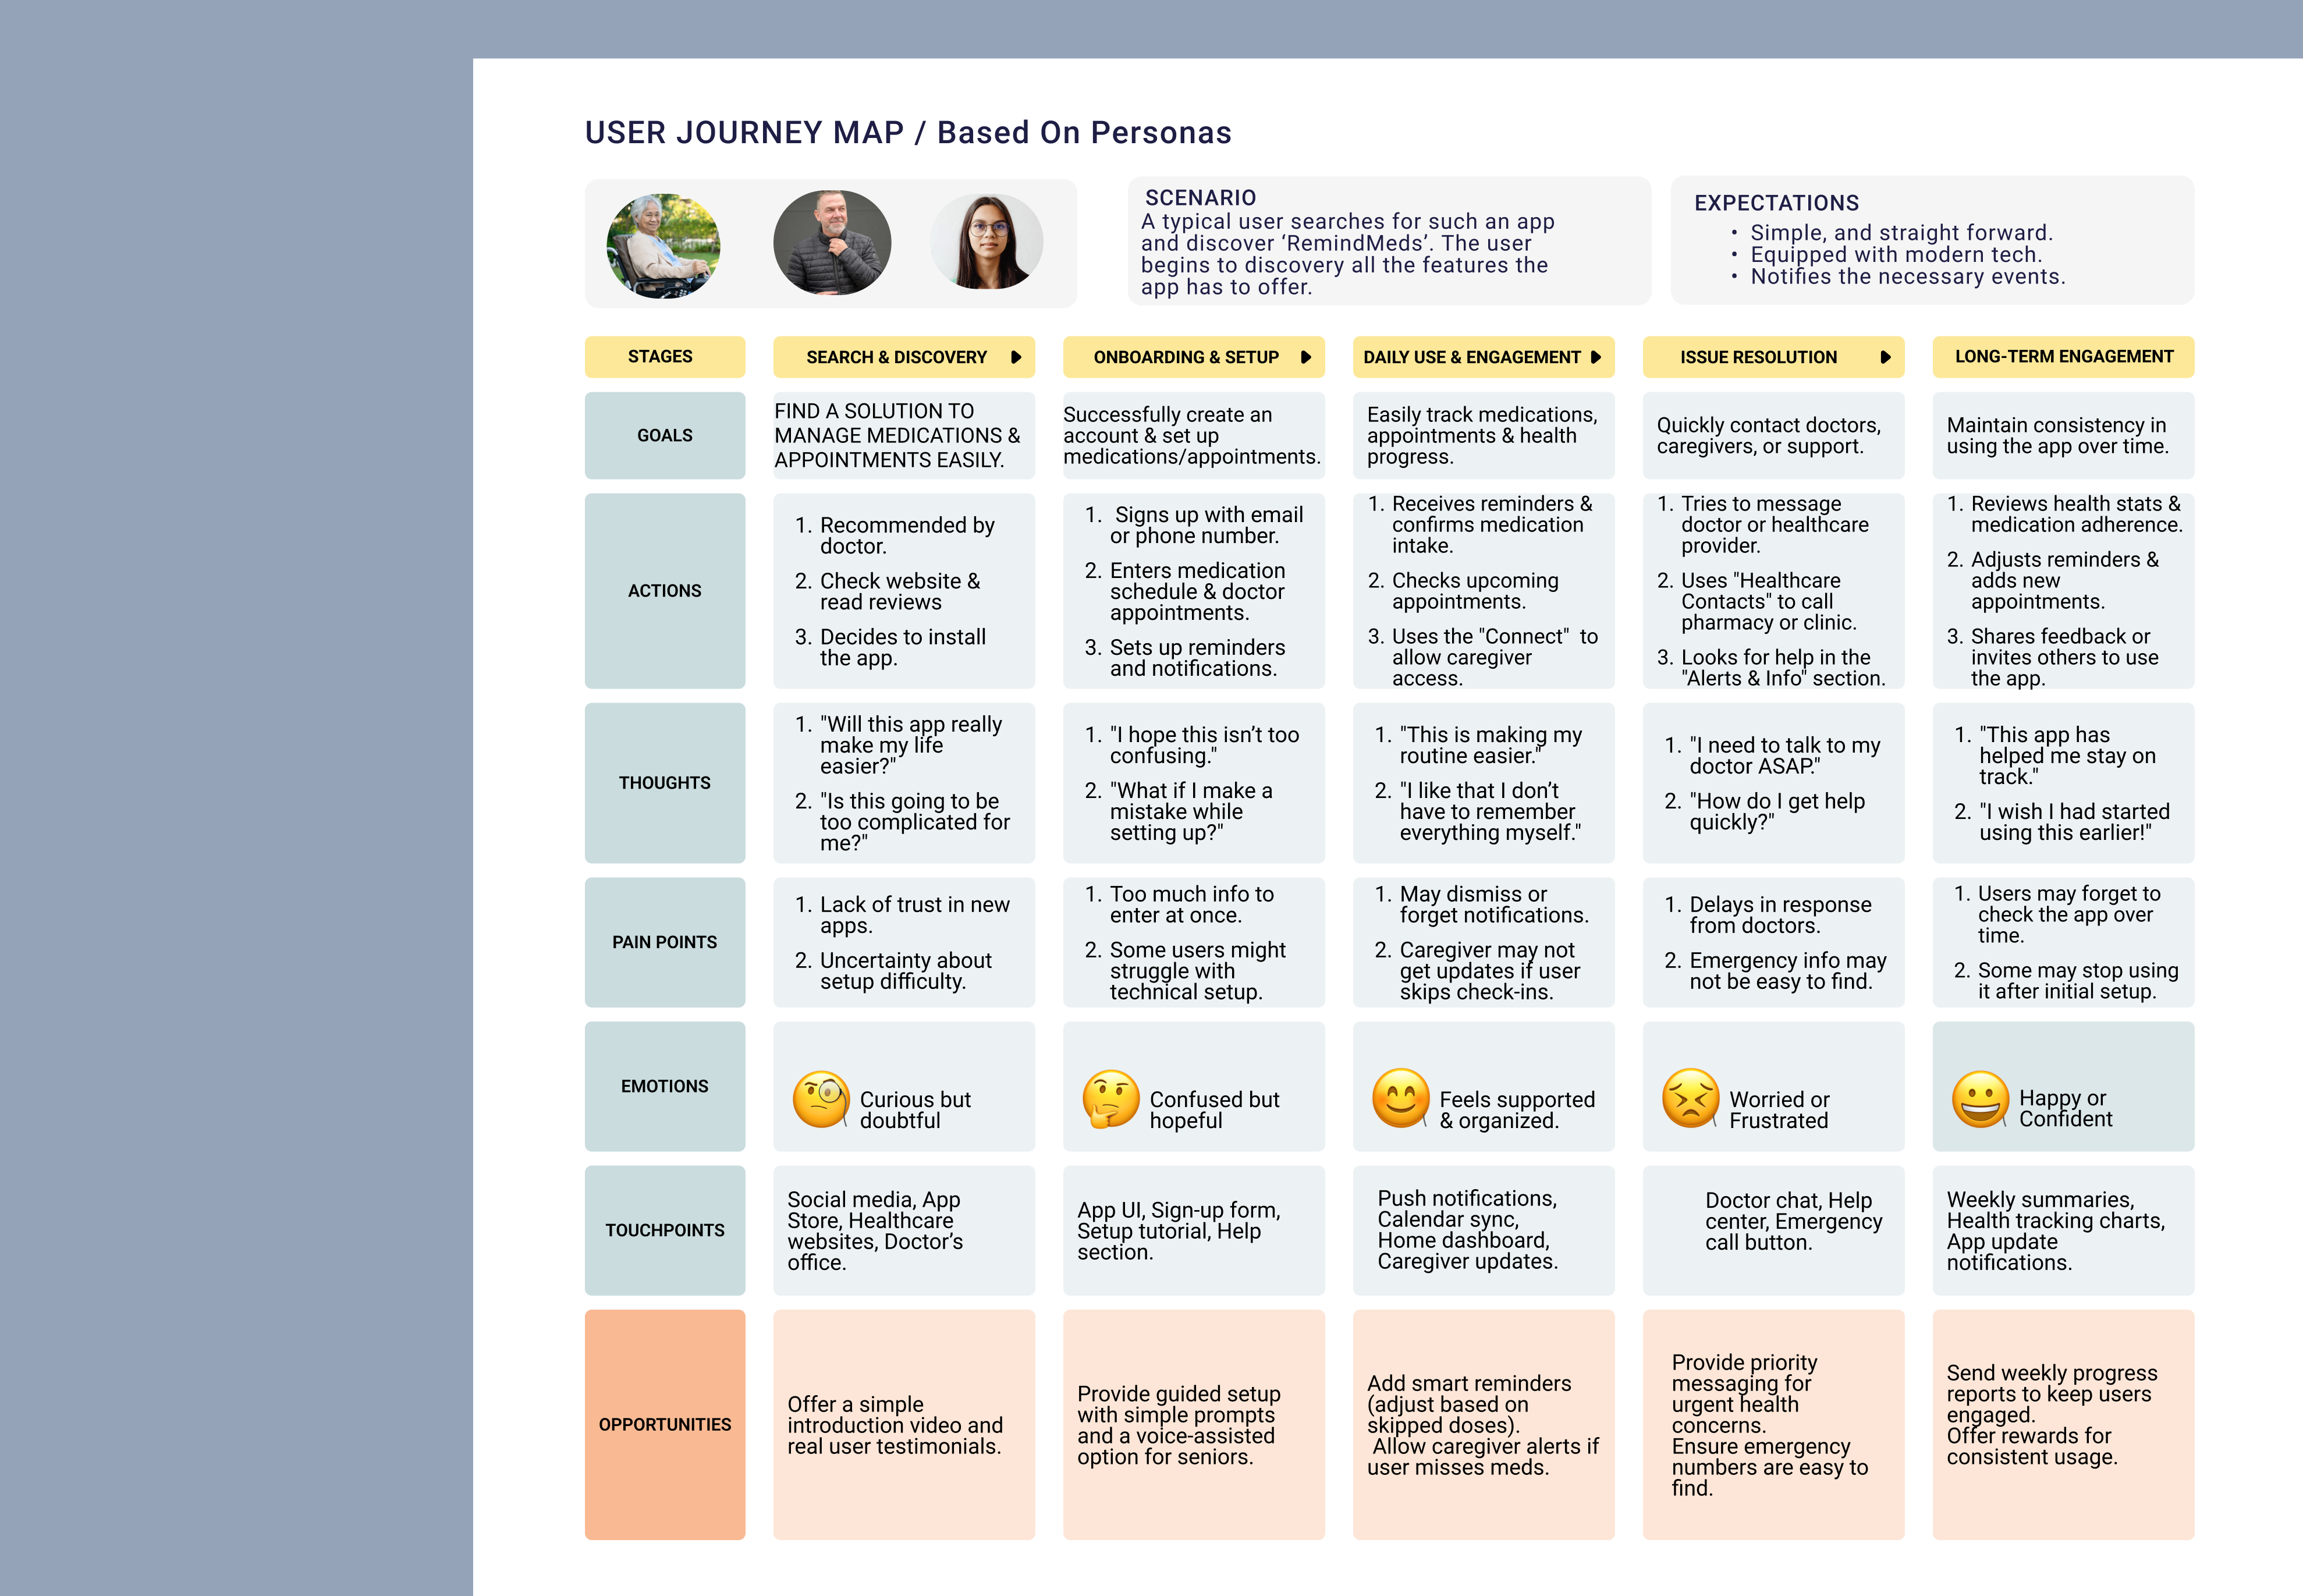 USER JOURNEY MAP / Based On Personas
SCENARIO
A typical user searches for such an app
and discover ‘RemindMeds’. The user
begins to discovery all the features the
app has to offer.
EXPECTATIONS
• Simple, and straight forward.
• Equipped with modern tech.
• Notifies the necessary events.
STAGES
SEARCH & DISCOVERY
ONBOARDING & SETUP
DAILY USE & ENGAGEMENT
ISSUE RESOLUTION
LONG-TERM ENGAGEMENT
GOALS
FIND A SOLUTION TO
MANAGE MEDICATIONS &
APPOINTMENTS EASILY.
Successfully create an
account & set up
medications/appointments.
Easily track medications,
appointments & health
progress.
Quickly contact doctors,
caregivers, or support.
Maintain consistency in
using the app over time.
ACTIONS
1. Recommended by
doctor.
2. Check website &
read reviews
3. Decides to install
the app.
1. Signs up with email
or phone number.
2. Enters medication
schedule & doctor
appointments.
3. Sets up reminders
and notifications.
1. Receives reminders &
confirms medication
intake.
2. Checks upcoming
appointments.
3. Uses the "Connect" to
allow caregiver
access.
1. Tries to message
doctor or healthcare
provider.
2. Uses "Healthcare
Contacts" to call
pharmacy or clinic.
3. Looks for help in the
"Alerts & Info" section.
1. Reviews health stats &
medication adherence.
2. Adjusts reminders &
adds new
appointments.
3. Shares feedback or
invites others to use
the app.
THOUGHTS
1. "Will this app really
make my life
easier?"
2. "Is this going to be
too complicated for
me?"
1. "I hope this isn’t too
confusing."
2. "What if I make a
mistake while
setting up?"
1. "This is making my
routine easier."
2. "I like that I don’t
have to remember
everything myself."
1. "I need to talk to my
doctor ASAP."
2. "How do I get help
quickly?"
1. "This app has
helped me stay on
track."
2. "I wish I had started
using this earlier!"
PAIN POINTS
1. Lack of trust in new
apps.
2. Uncertainty about
setup difficulty.
1. Too much info to
enter at once.
2. Some users might
struggle with
technical setup.
1. May dismiss or
forget notifications.
2. Caregiver may not
get updates if user
skips check-ins.
1. Delays in response
from doctors.
2. Emergency info may
not be easy to find.
1. Users may forget to
check the app over
time.
2. Some may stop using
it after initial setup.
EMOTIONS
Curious but
doubtful
Confused but
hopeful
Feels supported
& organized.
Worried or
Frustrated
Happy or
Confident
TOUCHPOINTS
Social media, App
Store, Healthcare
websites, Doctor’s
office.
App UI, Sign-up form,
Setup tutorial, Help
section.
Push notifications,
Calendar sync,
Home dashboard,
Caregiver updates.
Doctor chat, Help
center, Emergency
call button.
Weekly summaries,
Health tracking charts,
App update
notifications.
OPPORTUNITIES
Offer a simple
introduction video and
real user testimonials.
Provide guided setup
with simple prompts
and a voice-assisted
option for seniors.
Add smart reminders
(adjust based on
skipped doses).
Allow caregiver alerts if
user misses meds.
Provide priority
messaging for
urgent health
concerns.
Ensure emergency
numbers are easy to
find.
Send weekly progress
reports to keep users
engaged.
Offer rewards for
consistent usage.